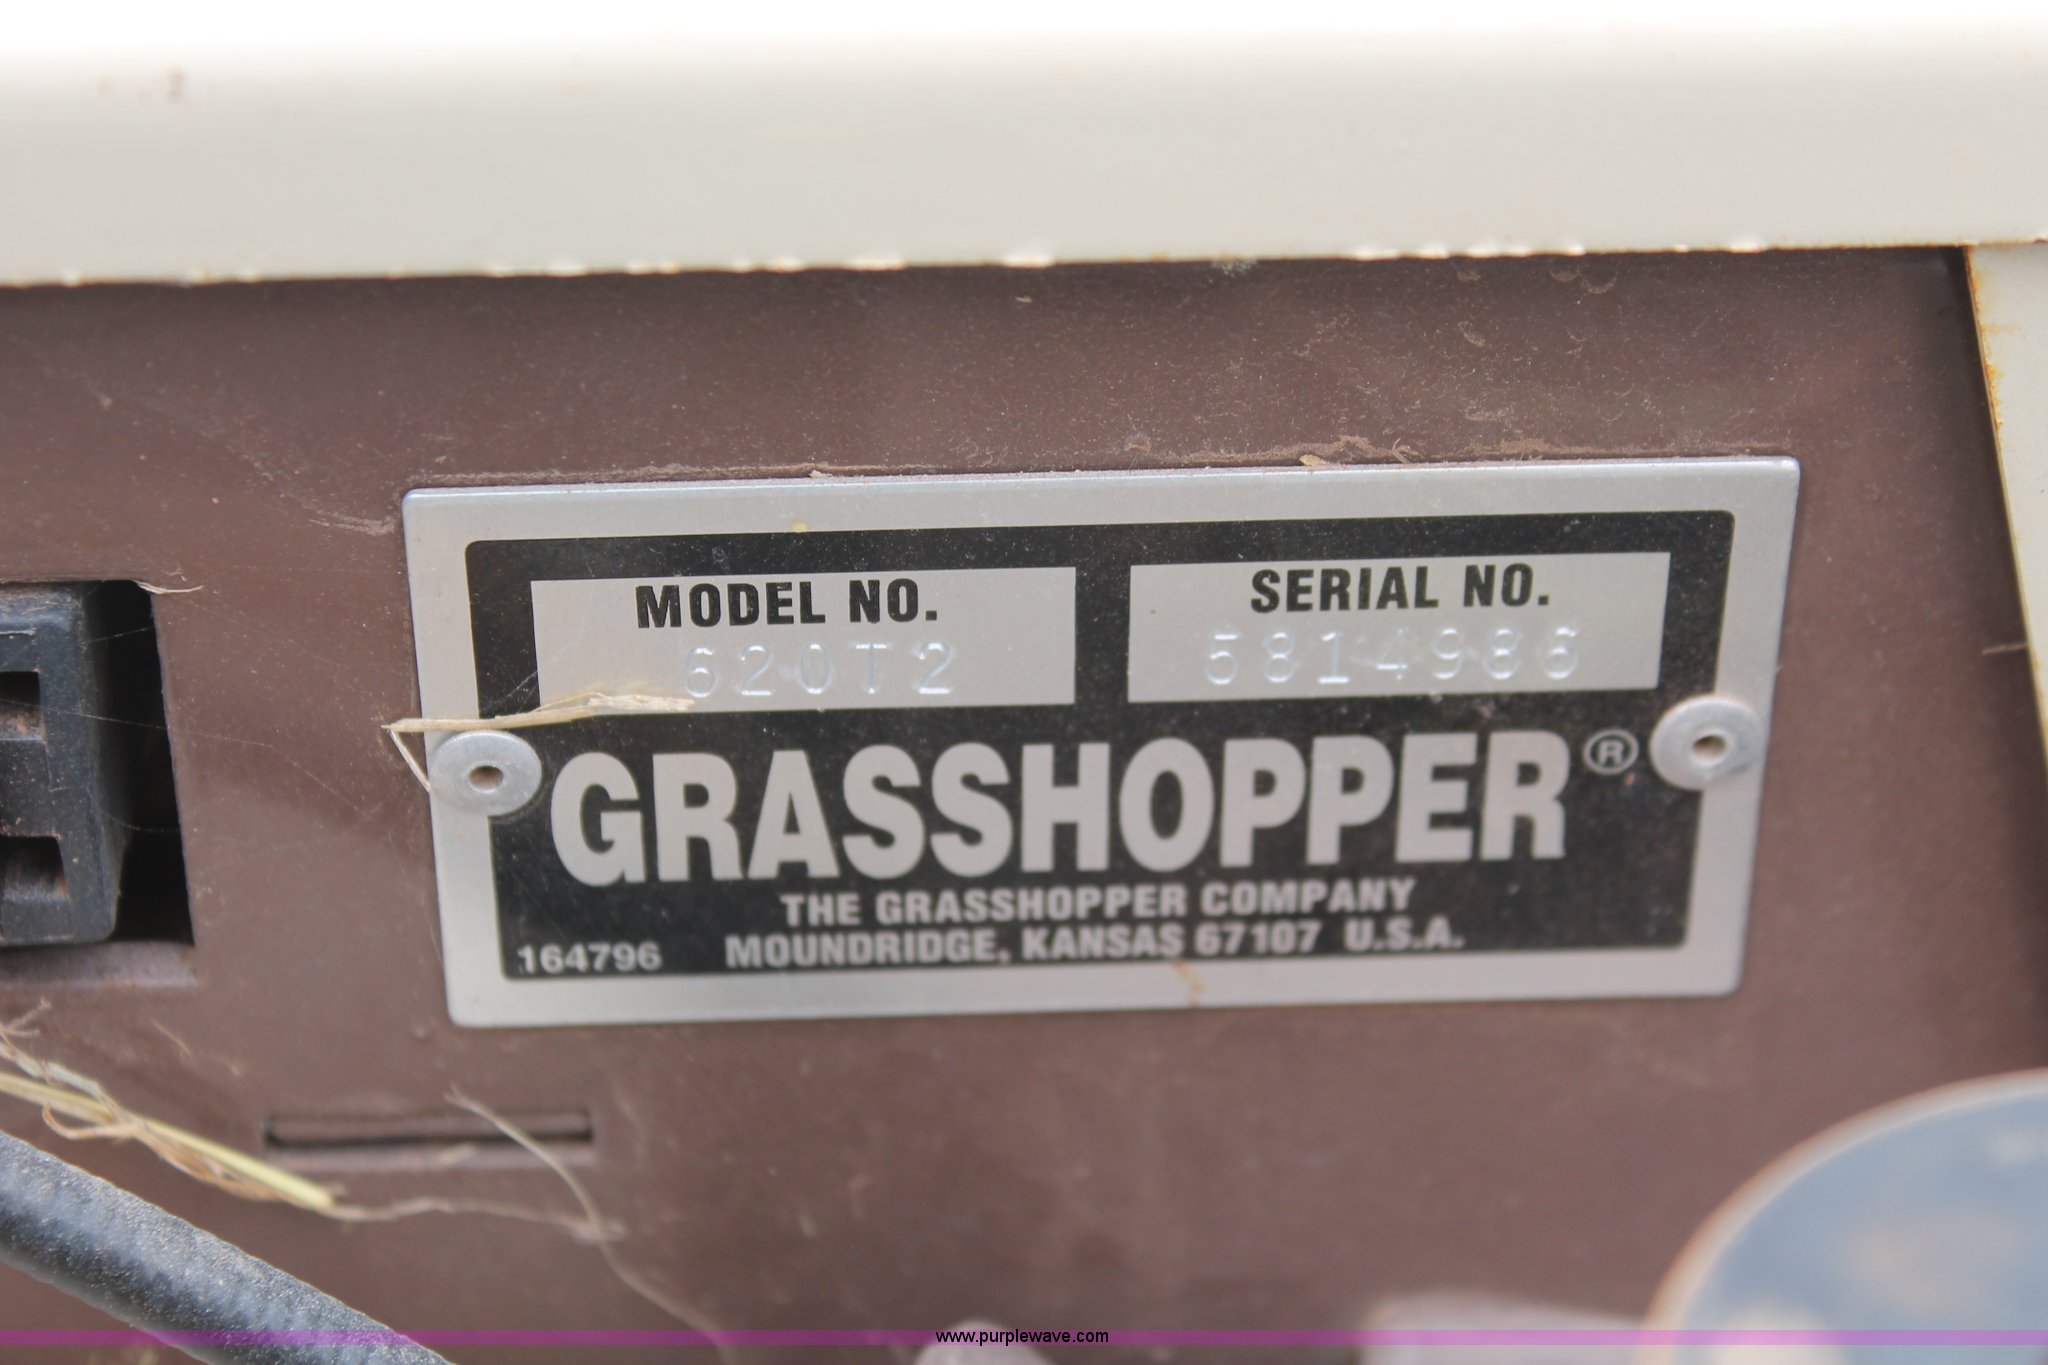 MODEL NO.
620T2
SERIAL NO.
5814986
GRASSHOPPER®
THE GRASSHOPPER COMPANY
MOUNDRIDGE, KANSAS 67107 U.S.A.
164796
www.purplewave.com